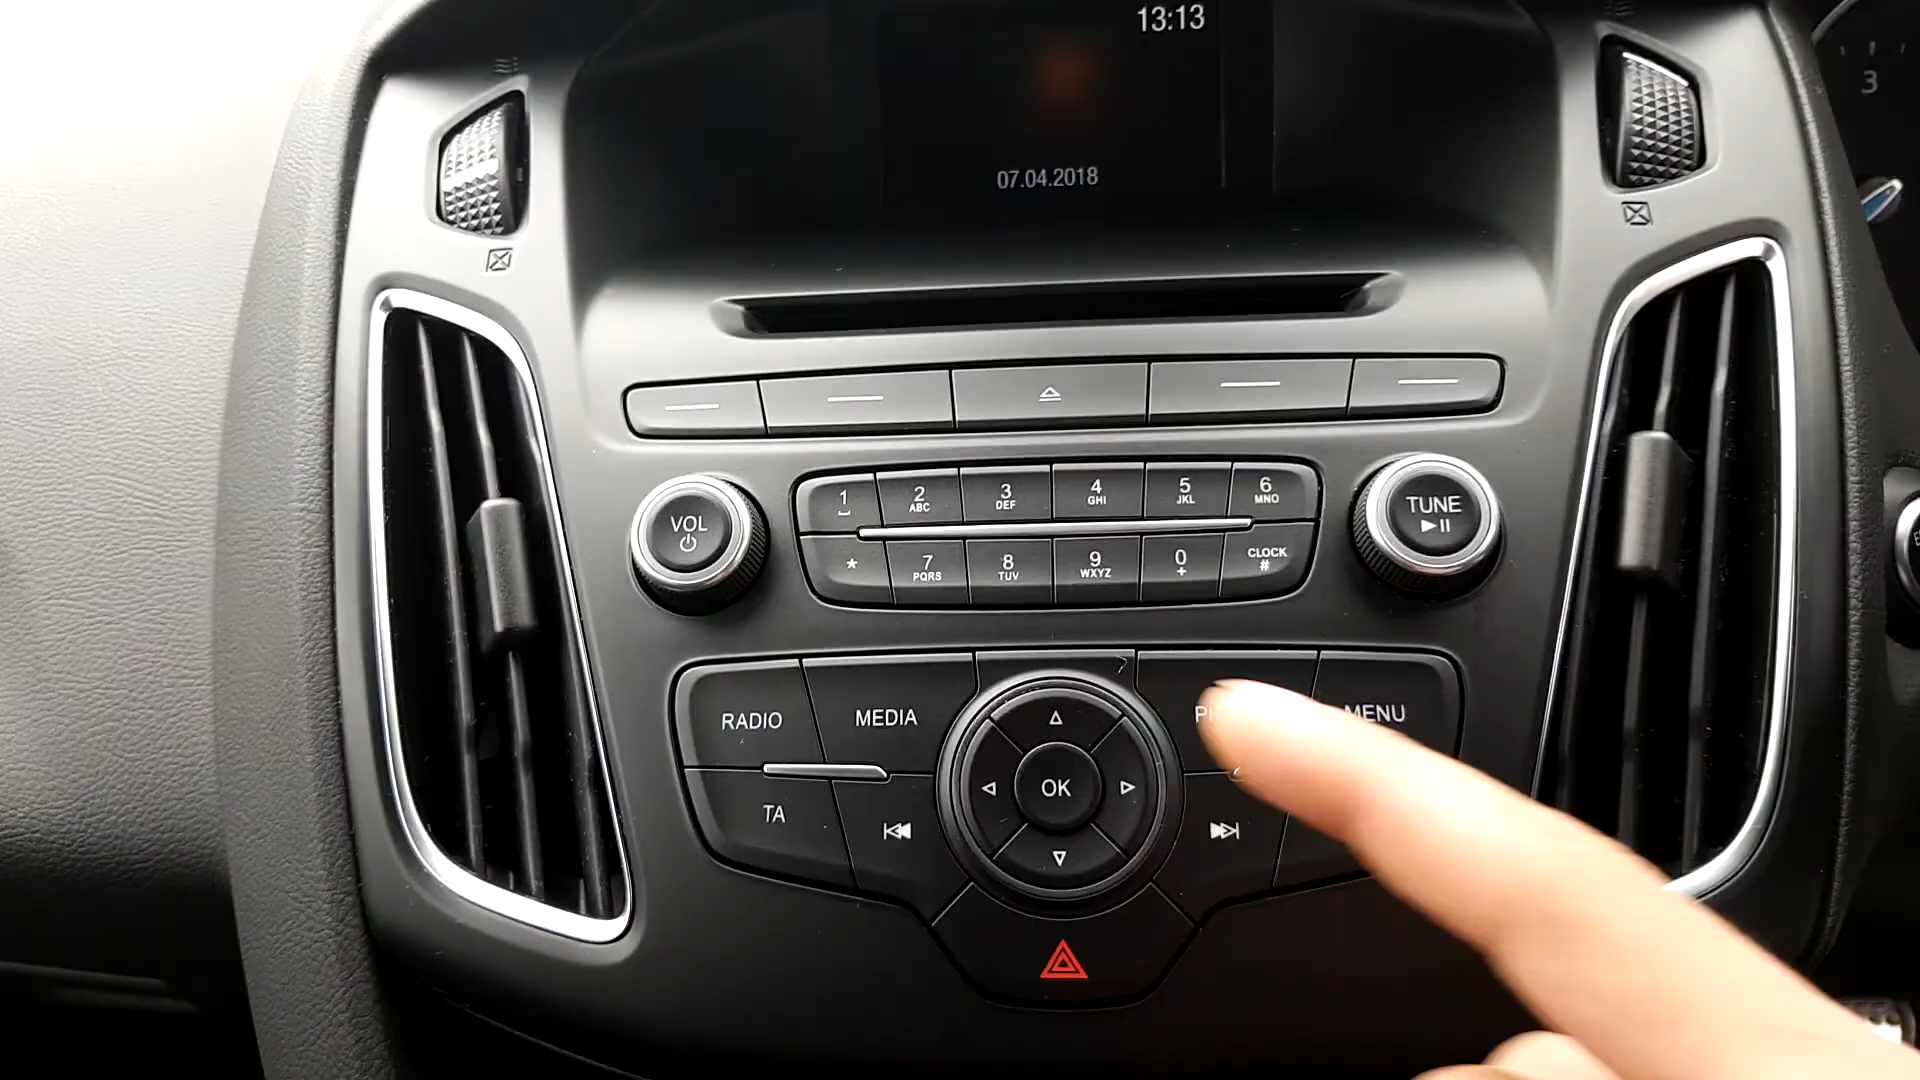 13:13
3
07.04.2018
VOL
1
2 ABC
3 DEF
4 GHI
5 JKL
6 MNO
TUNE
*
7 PQRS
8 TUV
9 WXYZ
0 +
CLOCK #
RADIO
MEDIA
MENU
OK
TA